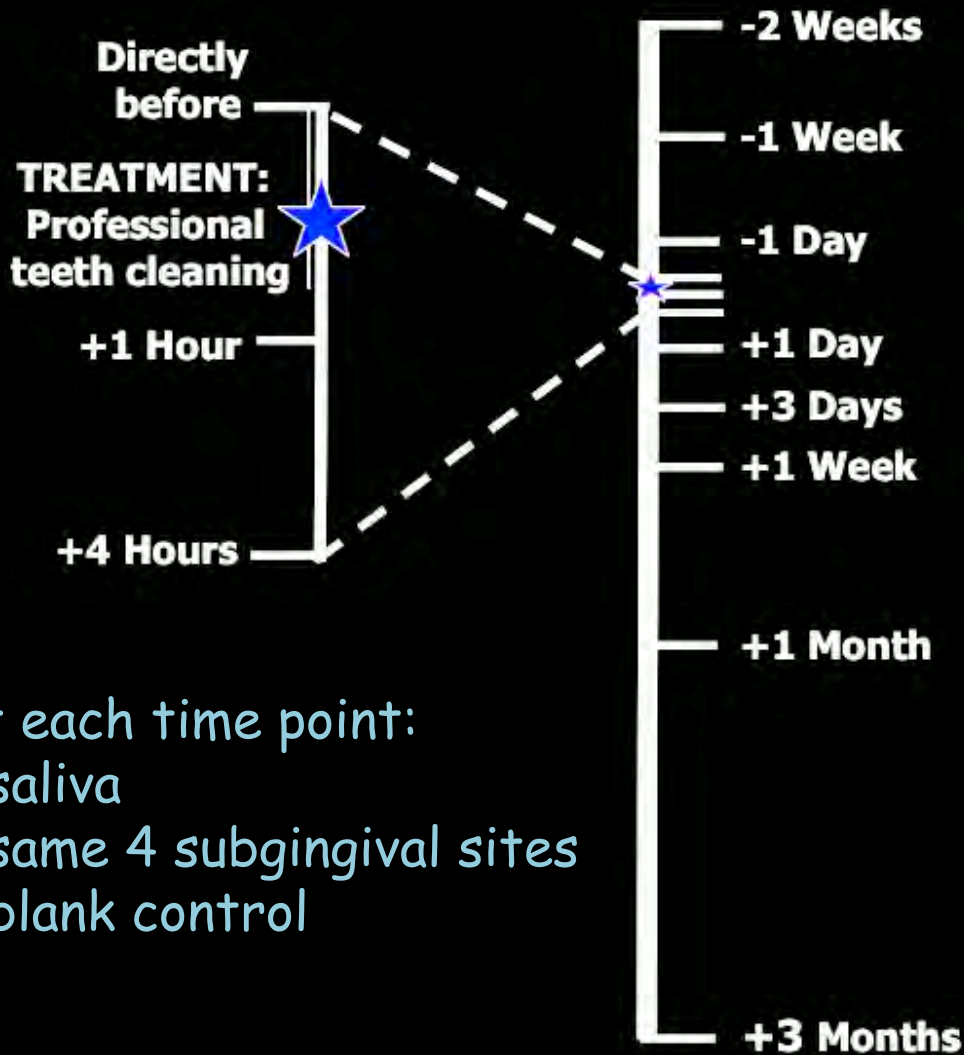 Directly
before
TREATMENT:
Professional
teeth cleaning
+1 Hour
+4 Hours
-2 Weeks
-1 Week
-1 Day
+1 Day
+3 Days
+1 Week
+1 Month
+3 Months
each time point:
saliva
same 4 subgingival sites
blank control